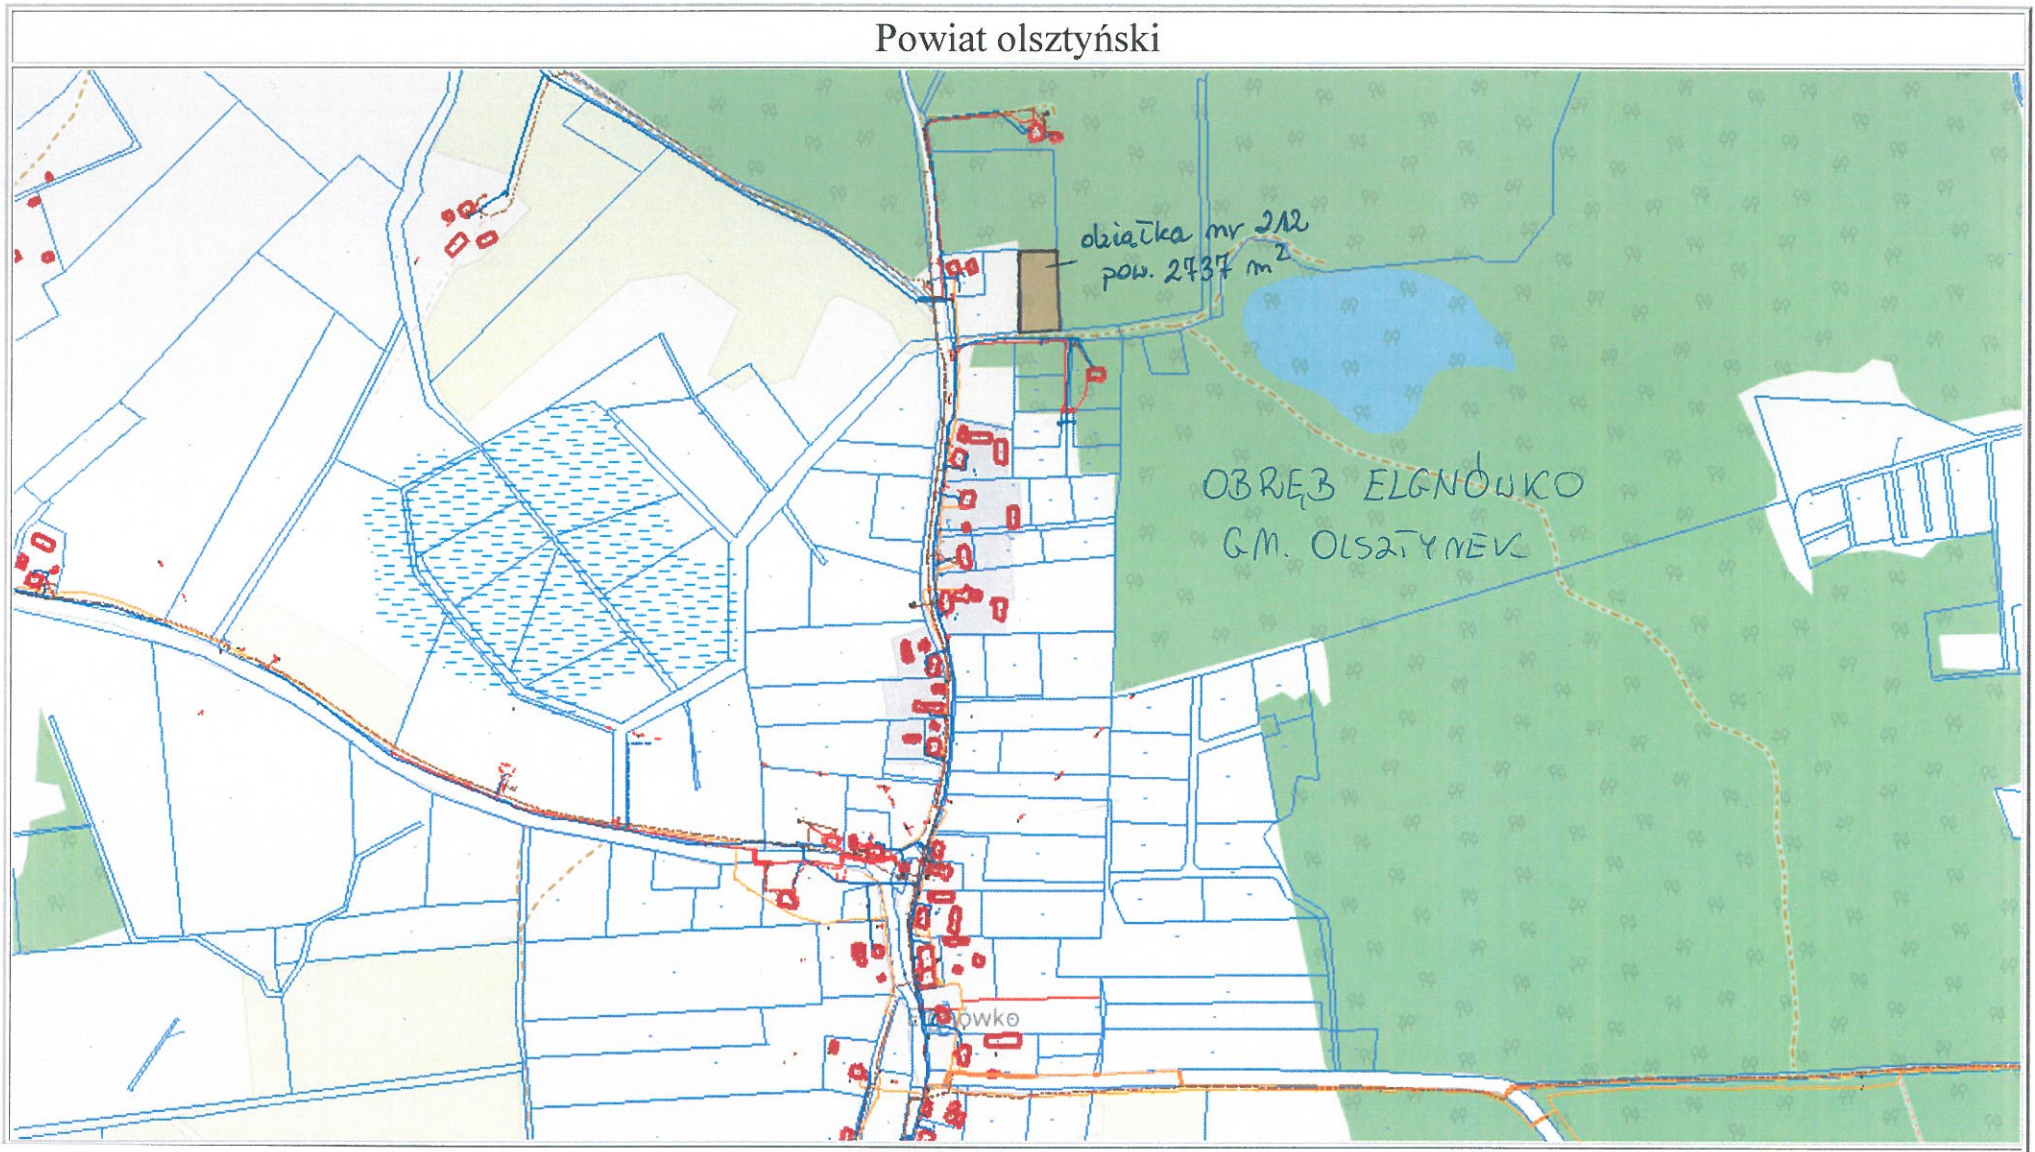 Powiat olsztyński
działka nr 212
pow. 2737 m²
OBRĘB ELGNÓWKO
GM. OLSZTYNEK